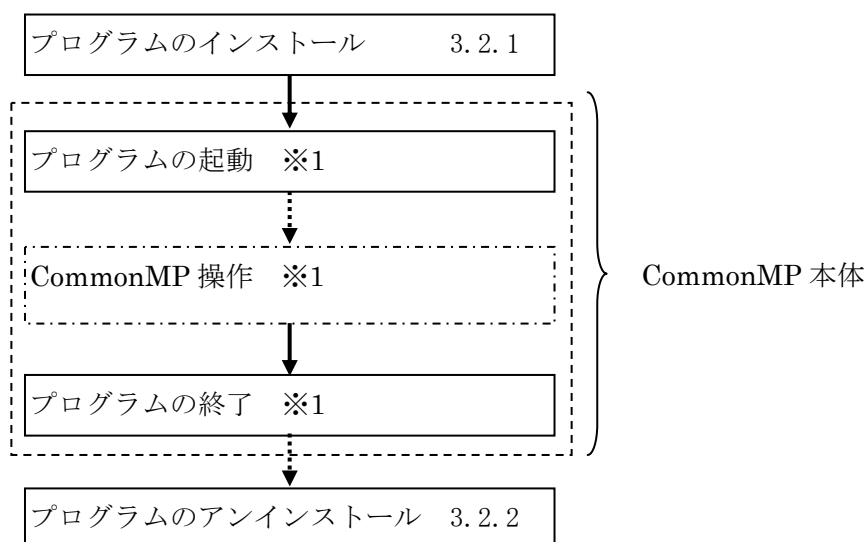 プログラムのインストール 3.2.1
プログラムの起動 ※1
CommonMP 操作 ※1
CommonMP 本体
プログラムの終了 ※1
プログラムのアンインストール 3.2.2